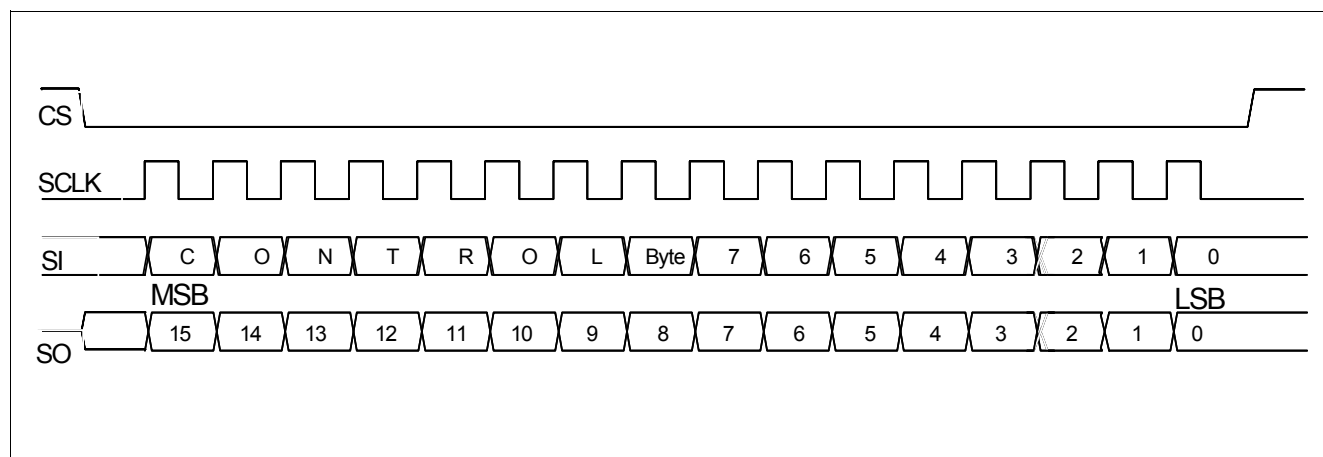 CS
SCLK
SI C O N T R O L Byte 7 6 5 4 3 2 1 0
MSB LSB
SO 15 14 13 12 11 10 9 8 7 6 5 4 3 2 1 0